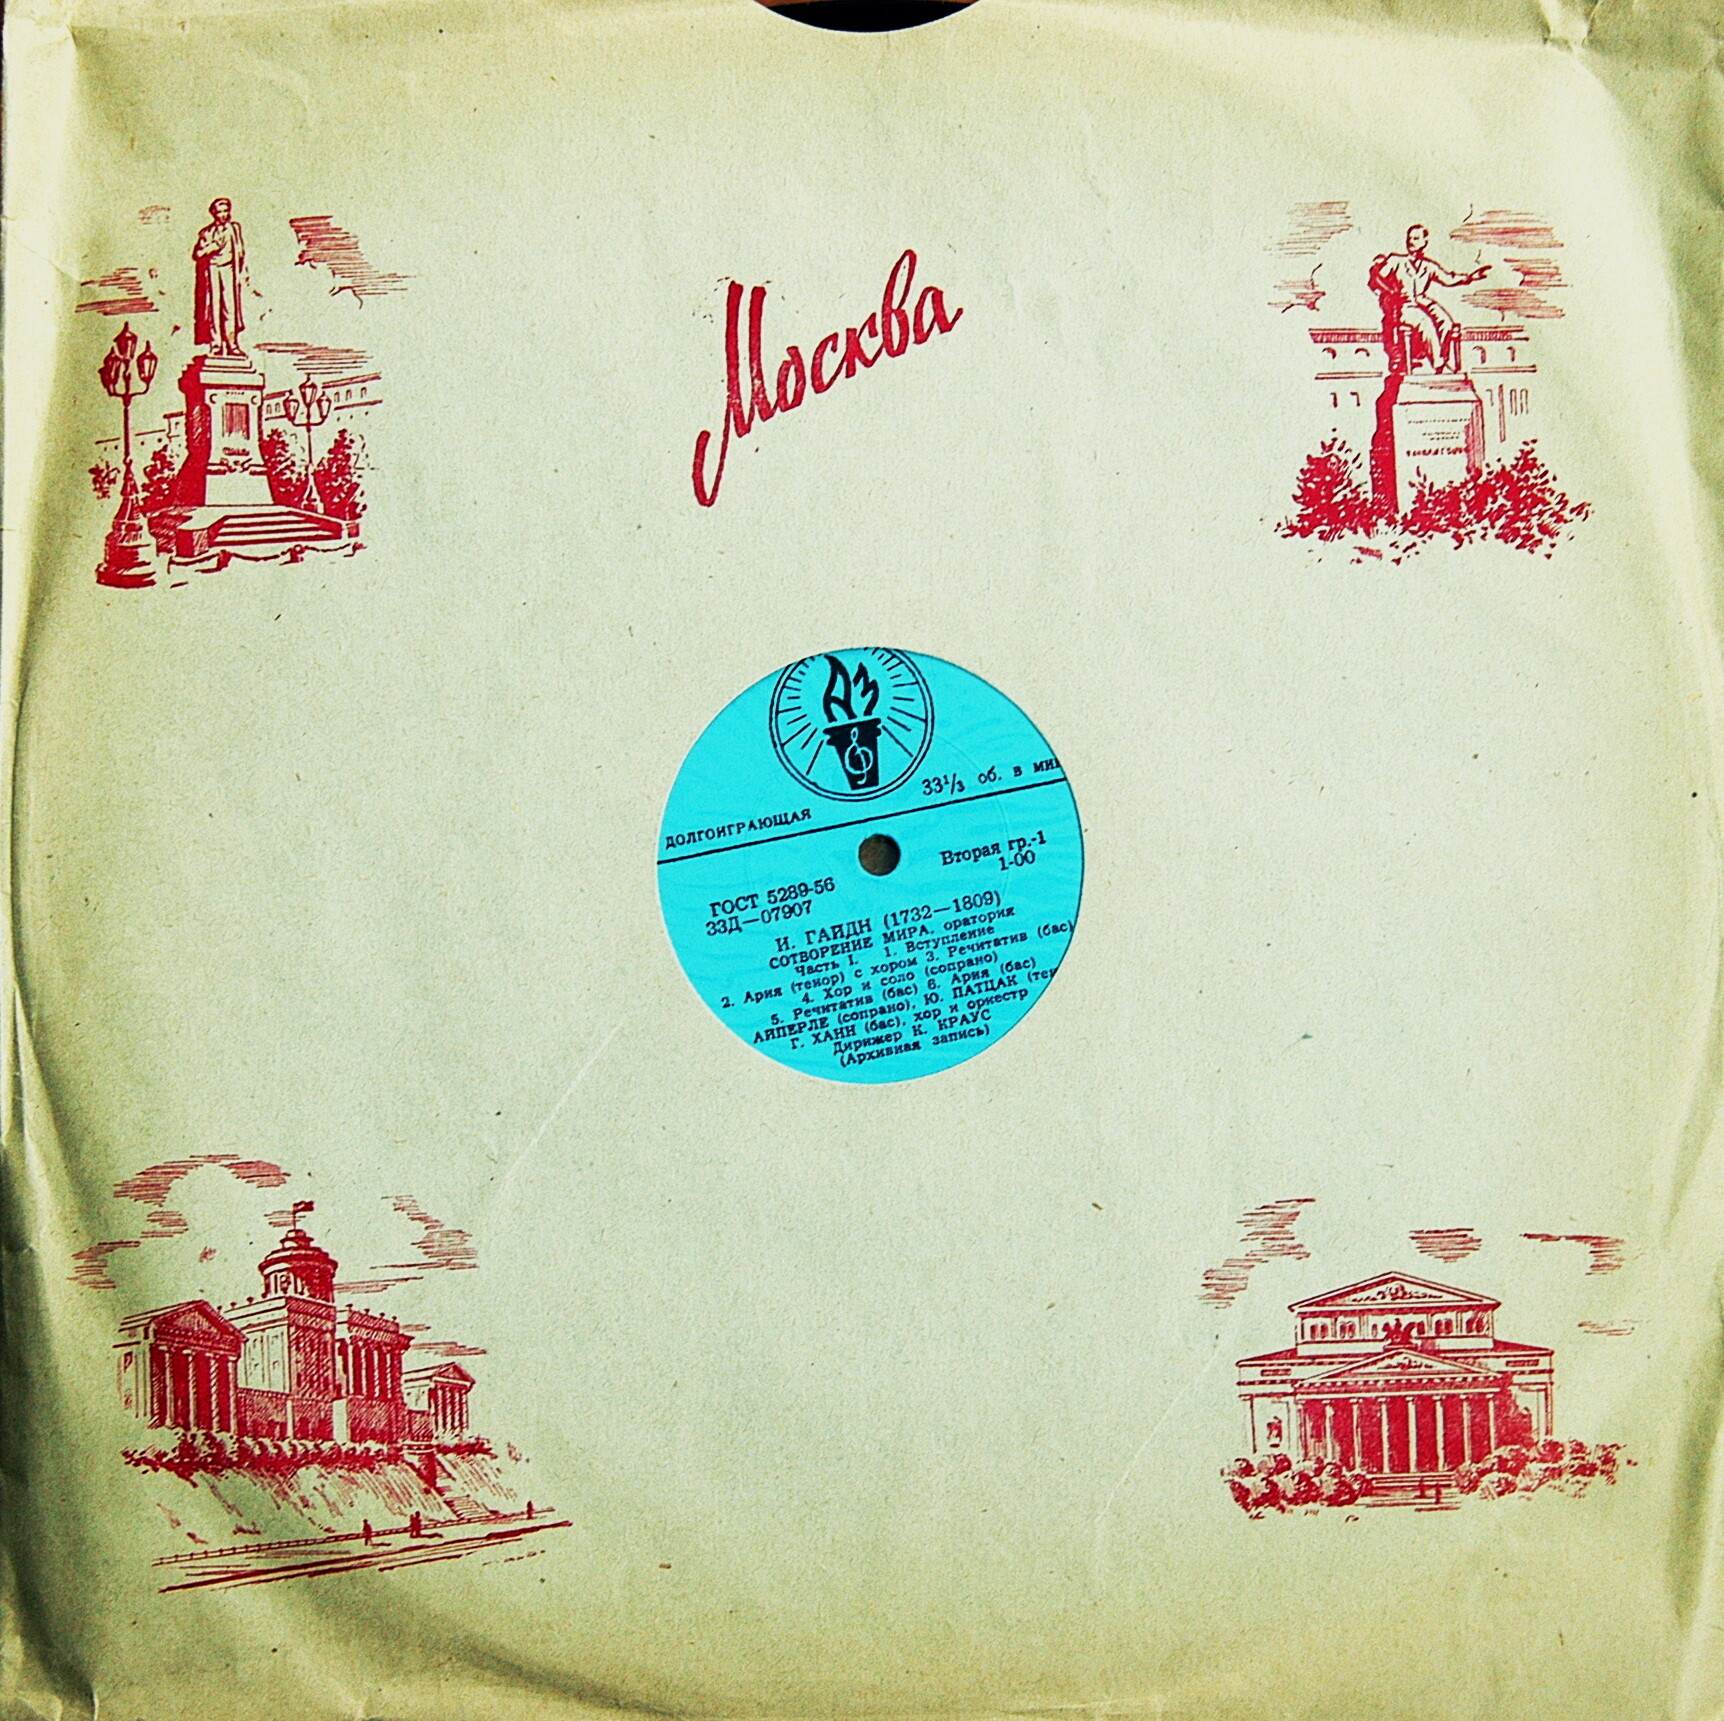 Москва
АЗ
ДОЛГОИГРАЮЩАЯ
33⅓ об. в
ГОСТ 5289-56
Вторая гр.-1
33Д—07907
1-00
И. ГАЙДН (1732—1809)
СОТВОРЕНИЕ МИРА, оратория
Часть I. 1. Вступление
2. Ария (тенор) с хором 3. Речитатив (бас)
4. Хор и соло (сопрано)
5. Речитатив (бас) 6. Ария (бас)
АЙПЕРЛЕ (сопрано), Ю. ПАТЦАК
Г. ХАНН (бас), хор и оркестр
Дирижер К. КРАУС
(Архивная запись)